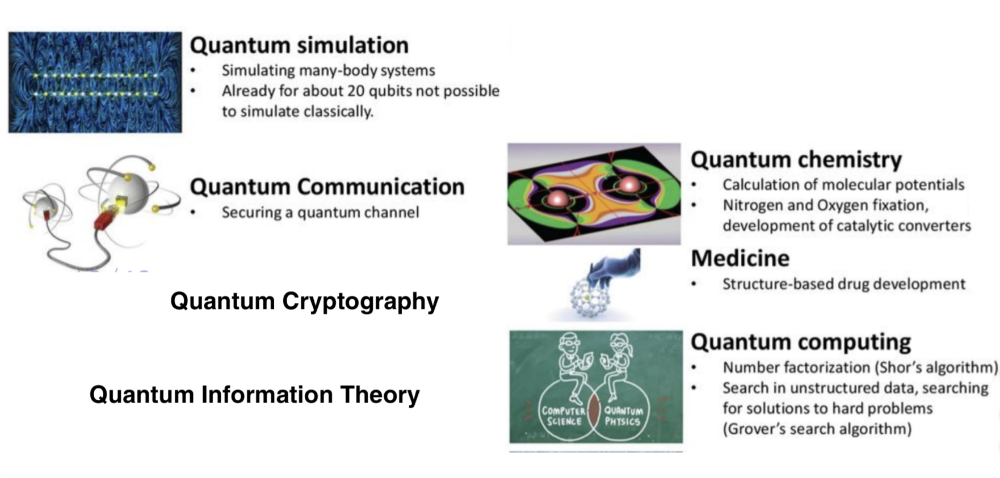 Quantum simulation
• Simulating many-body systems
• Already for about 20 qubits not possible
to simulate classically.
Quantum Communication
• Securing a quantum channel
Quantum Cryptography
Quantum Information Theory
Quantum chemistry
• Calculation of molecular potentials
• Nitrogen and Oxygen fixation,
development of catalytic converters
Medicine
• Structure-based drug development
Quantum computing
• Number factorization (Shor's algorithm)
• Search in unstructured data, searching
for solutions to hard problems
(Grover's search algorithm)
COMPUTER
SCIENCE
QUANTUM
PHYSICS